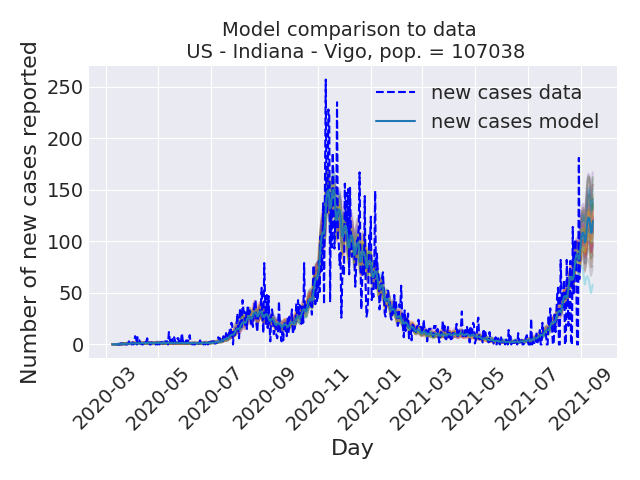 Model comparison to data
US - Indiana - Vigo, pop. = 107038
Number of new cases reported
250
200
150
100
50
0
new cases data
new cases model
2020-03
2020-05
2020-07
2020-09
2020-11
2021-01
2021-03
2021-05
2021-07
2021-09
Day